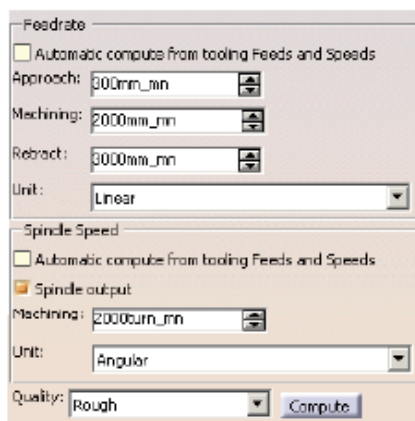 Feedrate
Automatic compute from tooling Feeds and Speeds
Approach: 300mm_mn
Machining: 2000mm_mn
Retract: 3000mm_mn
Unit: Linear
Spindle Speed
Automatic compute from tooling Feeds and Speeds
Spindle output
Machining: 2000turn_mn
Unit: Angular
Quality: Rough Compute